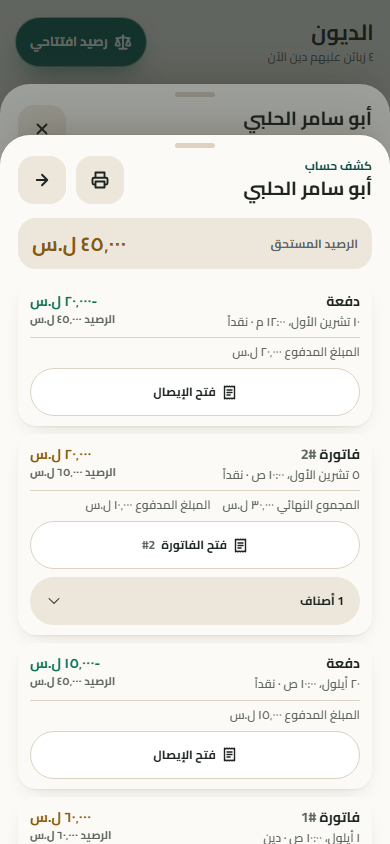 الديون
٤ زبائن عليهم دين الآن
رصيد افتتاحي
أبو سامر الحلبي
كشف حساب
أبو سامر الحلبي
الرصيد المستحق
٤٥,٠٠٠ ل.س
دفعة
-٢٠,٠٠٠ ل.س
١٠ تشرين الأول، ١٢:٠٠ م · نقداً
الرصيد ٤٥,٠٠٠ ل.س
المبلغ المدفوع ٢٠,٠٠٠ ل.س
فتح الإيصال
فاتورة #2
٢٠,٠٠٠ ل.س
٥ تشرين الأول، ١٠:٠٠ ص · نقداً
الرصيد ٦٥,٠٠٠ ل.س
المجموع النهائي ٣٠,٠٠٠ ل.س المبلغ المدفوع ١٠,٠٠٠ ل.س
فتح الفاتورة #2
1 أصناف
دفعة
-١٥,٠٠٠ ل.س
٢٠ أيلول، ١٠:٠٠ ص · نقداً
الرصيد ٤٥,٠٠٠ ل.س
المبلغ المدفوع ١٥,٠٠٠ ل.س
فتح الإيصال
فاتورة #1
٦٠,٠٠٠ ل.س
١ أيلول، ١٠:٠٠ ص · دين
الرصيد ٦٠,٠٠٠ ل.س